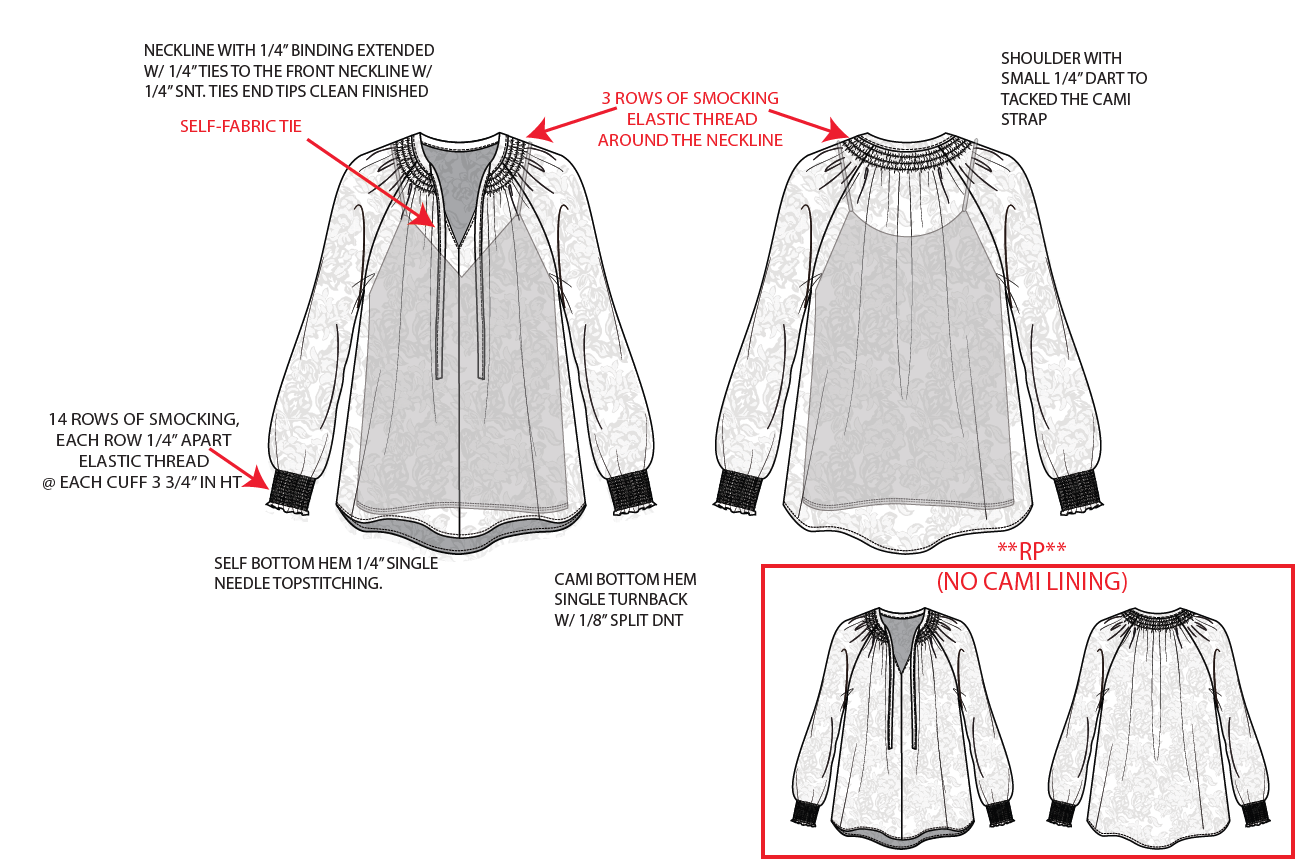 NECKLINE WITH 1/4" BINDING EXTENDED
W/ 1/4" TIES TO THE FRONT NECKLINE W/
1/4" SNT. TIES END TIPS CLEAN FINISHED
SELF-FABRIC TIE
3 ROWS OF SMOCKING
ELASTIC THREAD
AROUND THE NECKLINE
SHOULDER WITH
SMALL 1/4" DART TO
TACKED THE CAMI
STRAP
14 ROWS OF SMOCKING,
EACH ROW 1/4" APART
ELASTIC THREAD
@ EACH CUFF 3 3/4" IN HT
SELF BOTTOM HEM 1/4" SINGLE
NEEDLE TOPSTITCHING.
CAMI BOTTOM HEM
SINGLE TURNBACK
W/ 1/8" SPLIT DNT
**RP**
(NO CAMI LINING)